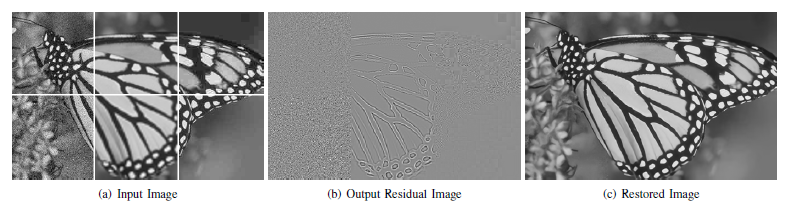 (a) Input Image
(b) Output Residual Image
(c) Restored Image